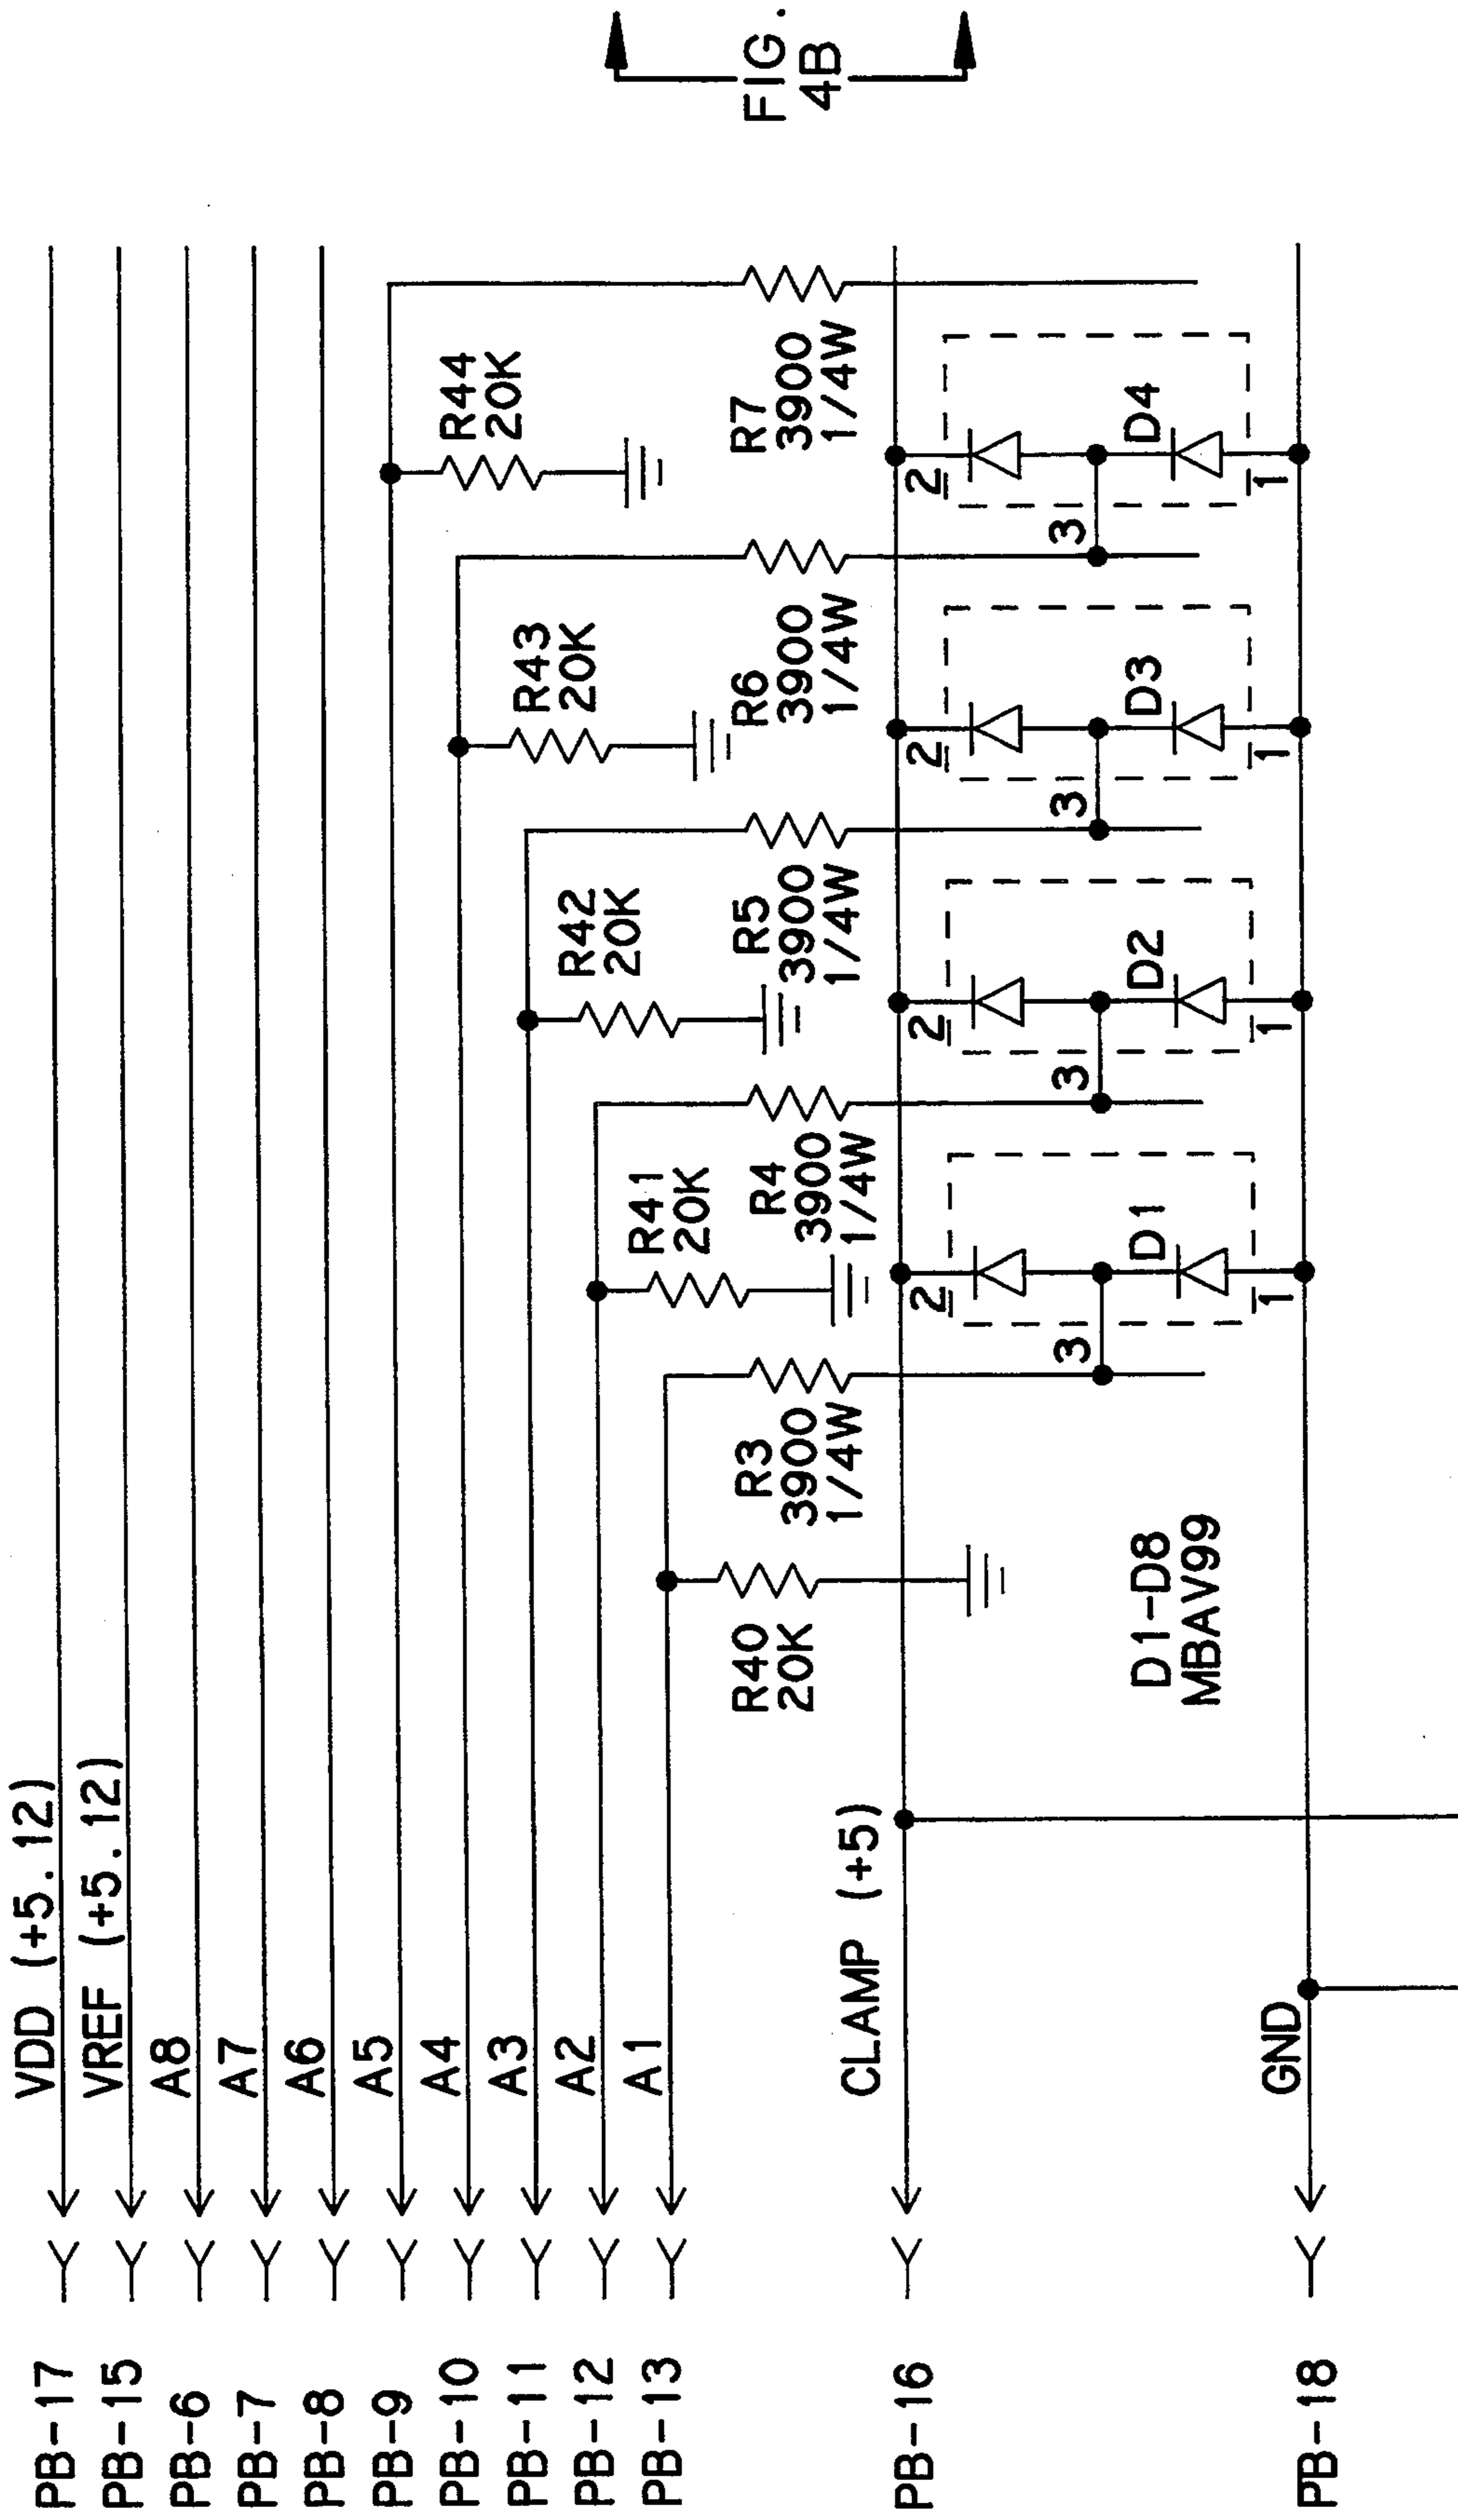 PB-17
VDD (+5.12)
PB-15
VREF (+5.12)
PB-6
A8
PB-7
A7
PB-8
A6
PB-9
A5
PB-10
A4
PB-11
A3
PB-12
A2
PB-13
A1
PB-16
CLAMP (+5)
PB-18
GND
R44
20K
R43
20K
R42
20K
R41
20K
R40
20K
R3
3900
1/4W
R4
3900
1/4W
R5
3900
1/4W
R6
3900
1/4W
R7
3900
1/4W
2
3
D1
1
2
3
D2
1
2
3
D3
1
2
3
D4
1
D1-D8
MBAV99
FIG.
4B